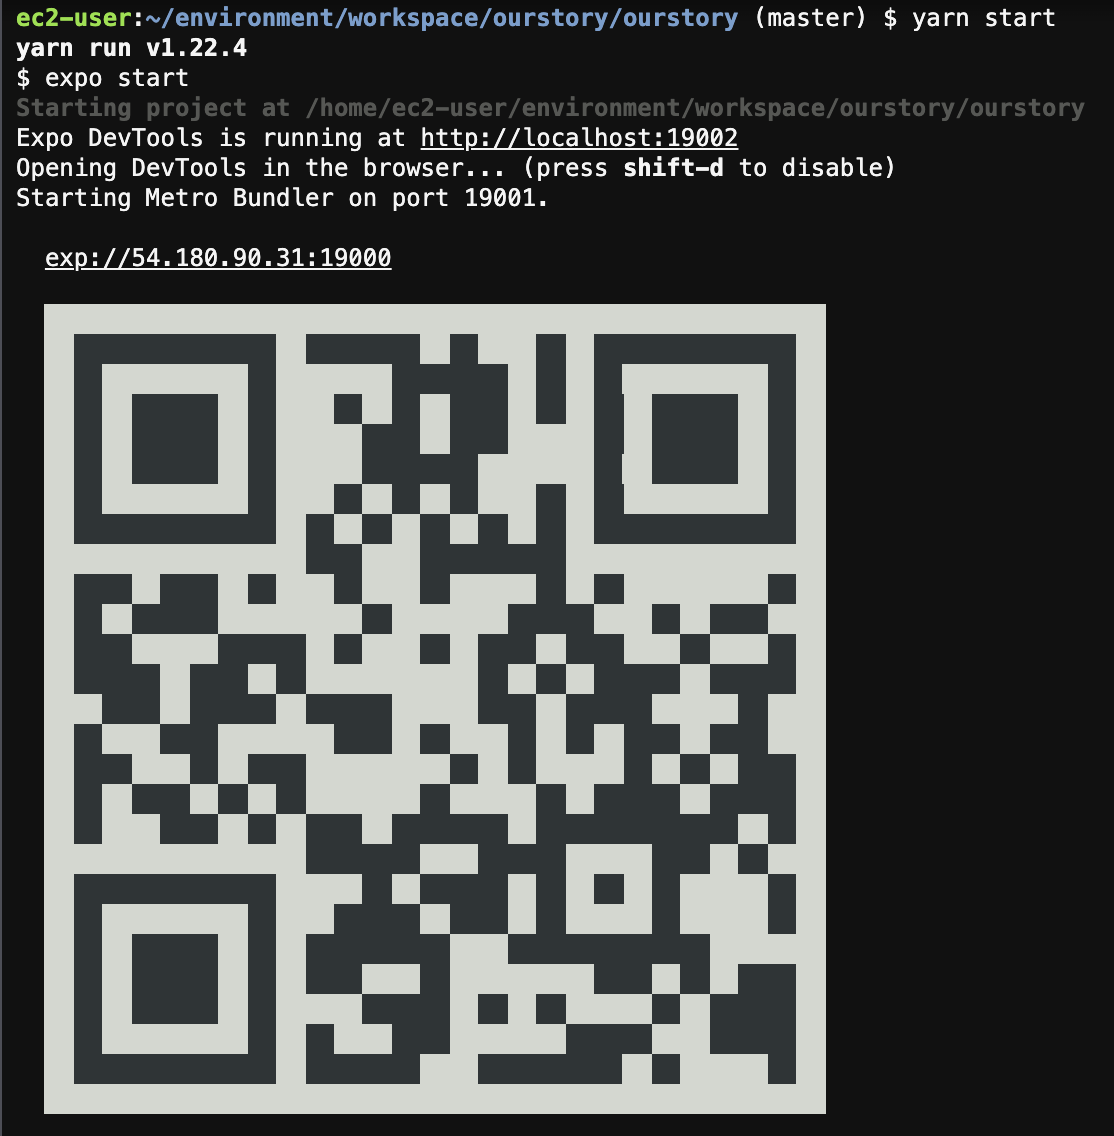 ec2-user:~/environment/workspace/ourstory/ourstory (master) $ yarn start
yarn run v1.22.4
$ expo start
Starting project at /home/ec2-user/environment/workspace/ourstory/ourstory
Expo DevTools is running at http://localhost:19002
Opening DevTools in the browser... (press shift-d to disable)
Starting Metro Bundler on port 19001.
exp://54.180.90.31:19000